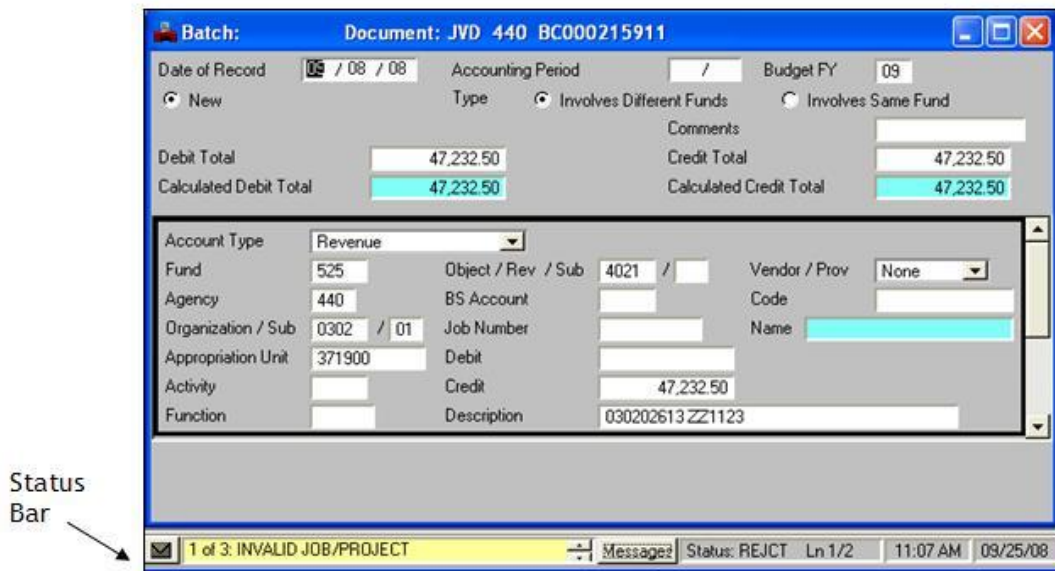 Batch: Document: JVD 440 BC000215911
Date of Record 09 / 08 / 08 Accounting Period / Budget FY 09
New Type Involves Different Funds Involves Same Fund
Comments
Debit Total 47,232.50 Credit Total 47,232.50
Calculated Debit Total 47,232.50 Calculated Credit Total 47,232.50
Account Type Revenue
Fund 525 Object / Rev / Sub 4021 / Vendor / Prov None
Agency 440 BS Account Code
Organization / Sub 0302 / 01 Job Number Name
Appropriation Unit 371900 Debit
Activity Credit 47,232.50
Function Description 030202613 ZZ1123
Status
Bar
1 of 3: INVALID JOB/PROJECT Messages Status: REJCT Ln 1/2 11:07 AM 09/25/08